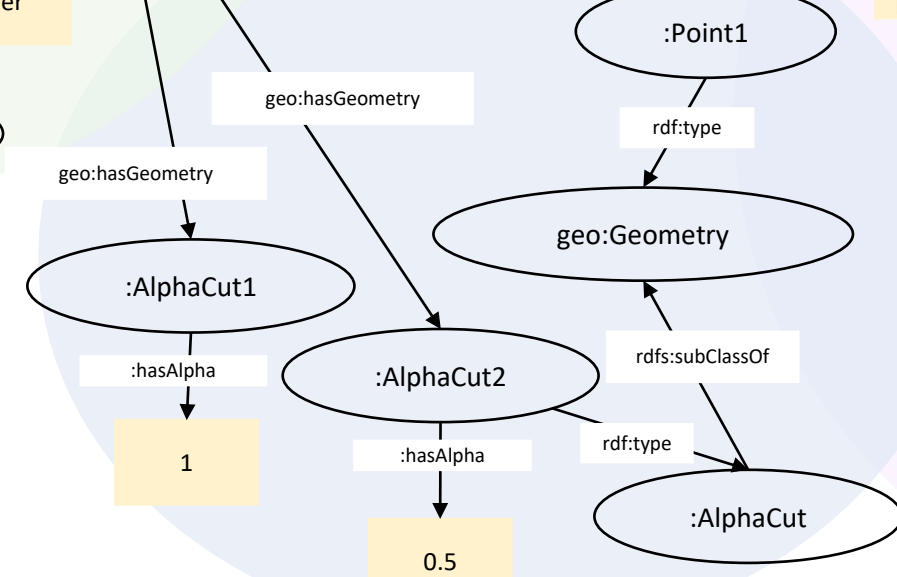 er
:Point1
geo:hasGeometry
rdf:type
geo:hasGeometry
geo:Geometry
:AlphaCut1
rdfs:subClassOf
:hasAlpha
:AlphaCut2
rdf:type
:hasAlpha
1
:AlphaCut
0.5